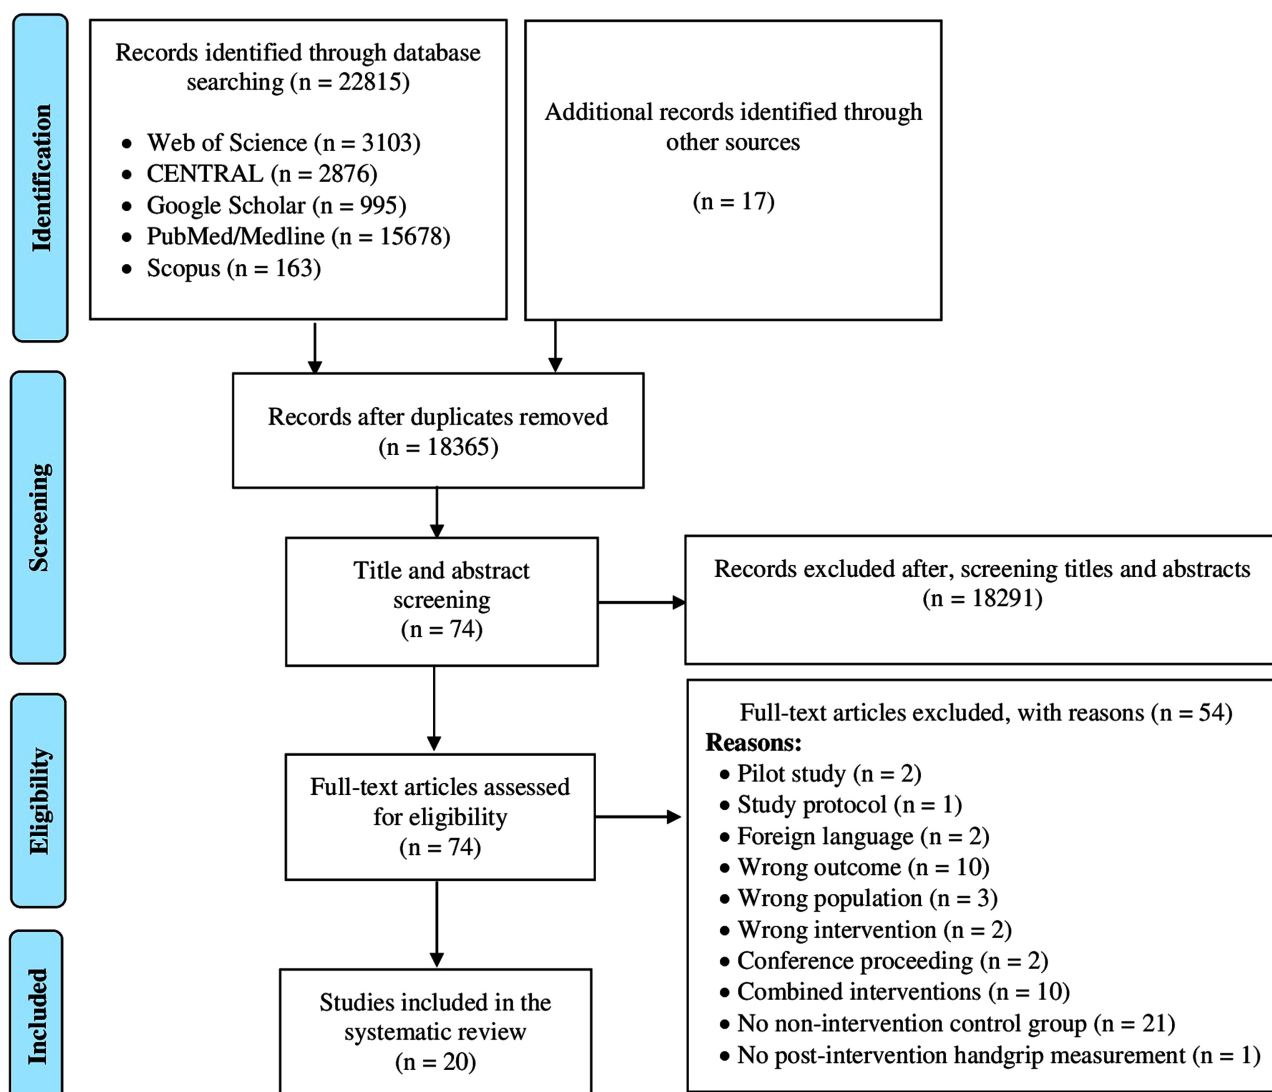 Identification
Records identified through database
searching (n = 22815)
• Web of Science (n = 3103)
• CENTRAL (n = 2876)
• Google Scholar (n = 995)
• PubMed/Medline (n = 15678)
• Scopus (n = 163)
Additional records identified through
other sources
(n = 17)
Screening
Records after duplicates removed
(n = 18365)
Title and abstract
screening
(n = 74)
Records excluded after, screening titles and abstracts
(n = 18291)
Eligibility
Full-text articles assessed
for eligibility
(n = 74)
Full-text articles excluded, with reasons (n = 54)
Reasons:
• Pilot study (n = 2)
• Study protocol (n = 1)
• Foreign language (n = 2)
• Wrong outcome (n = 10)
• Wrong population (n = 3)
• Wrong intervention (n = 2)
• Conference proceeding (n = 2)
• Combined interventions (n = 10)
• No non-intervention control group (n = 21)
• No post-intervention handgrip measurement (n = 1)
Included
Studies included in the
systematic review
(n = 20)